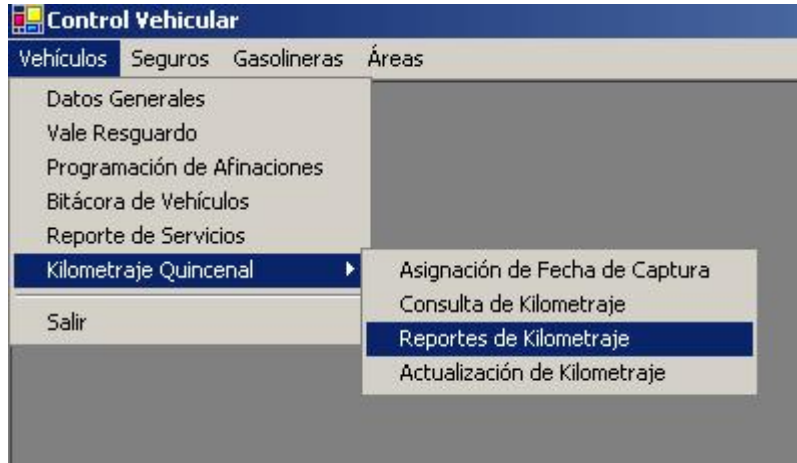 Control Vehicular
Vehículos Seguros Gasolineras Áreas
Datos Generales
Vale Resguardo
Programación de Afinaciones
Bitácora de Vehículos
Reporte de Servicios
Kilometraje Quincenal
Asignación de Fecha de Captura
Consulta de Kilometraje
Reportes de Kilometraje
Actualización de Kilometraje
Salir